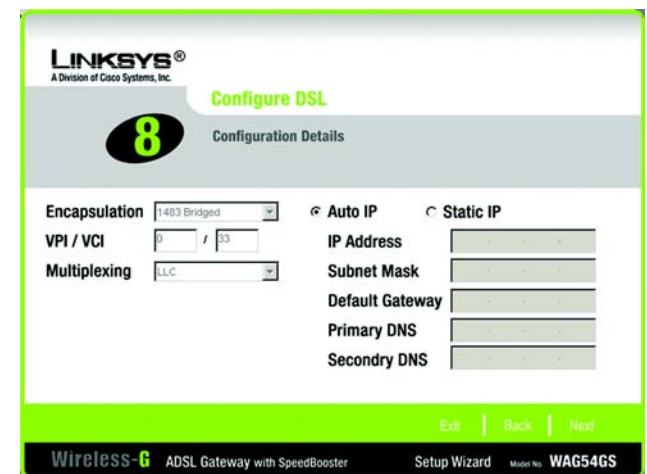 LINKSYS®
A Division of Cisco Systems, Inc.
Configure DSL
8
Configuration Details
Encapsulation 1483 Bridged
VPI / VCI 0 / 33
Multiplexing LLC
Auto IP Static IP
IP Address
Subnet Mask
Default Gateway
Primary DNS
Secondry DNS
Exit | Back | Next
Wireless-G ADSL Gateway with SpeedBooster Setup Wizard Model No. WAG54GS